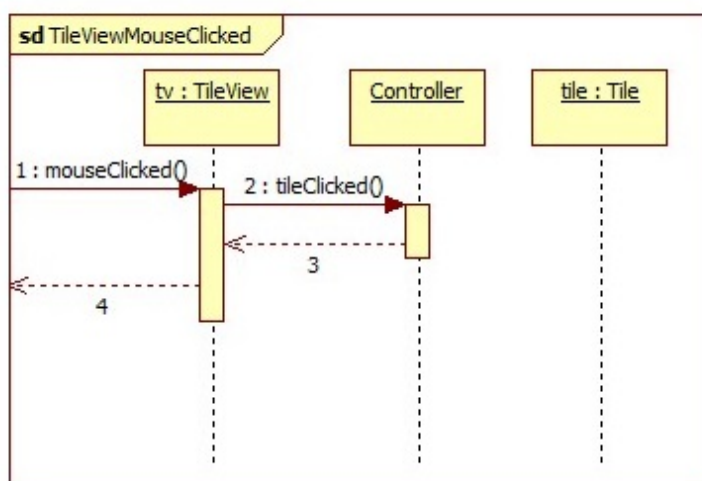 sd TileViewMouseClicked
tv : TileView
Controller
tile : Tile
1 : mouseClicked()
2 : tileClicked()
3
4